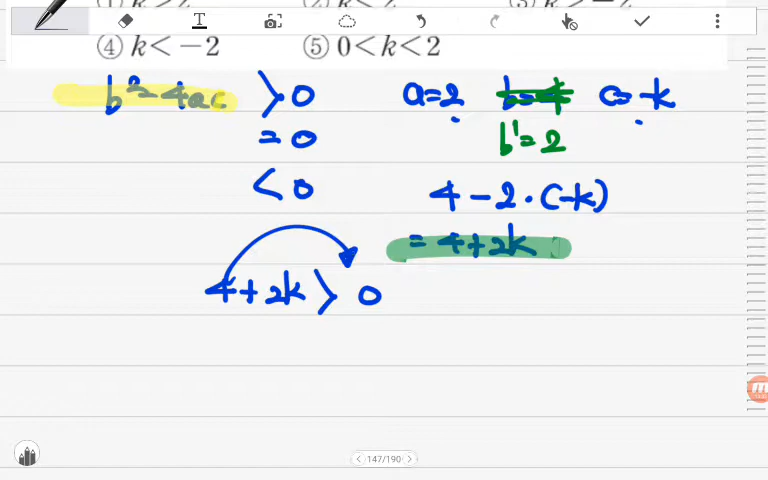 ④ k < -2 ⑤ 0 < k < 2
b²-4ac > 0 a=2 b=4 c=-k
= 0 b'=2
< 0 4-2·(-k)
= 4+2k
4+2k > 0
147/190